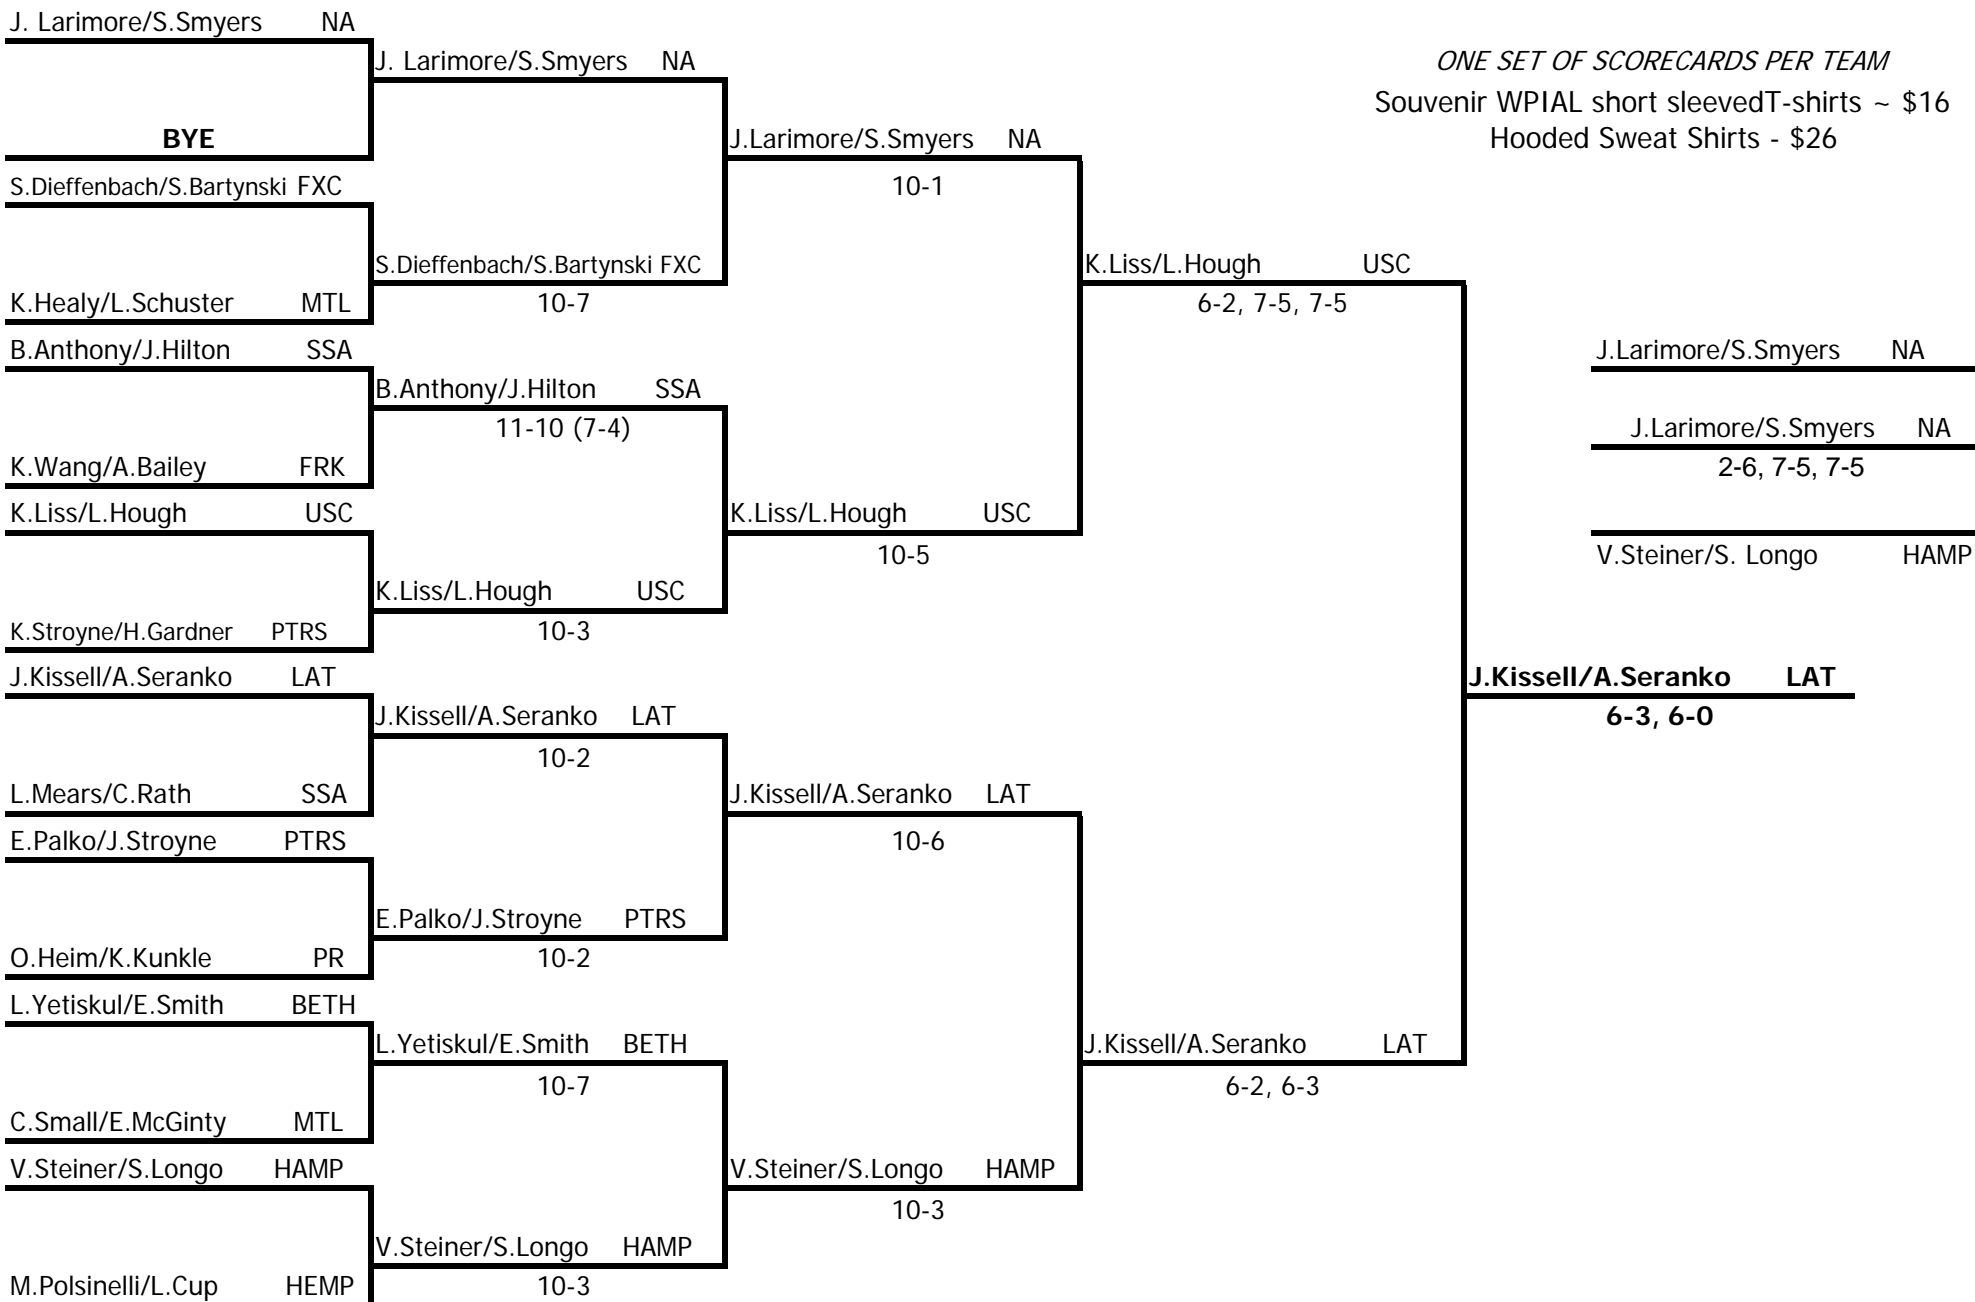 J. Larimore/S.Smyers NA
BYE
S.Dieffenbach/S.Bartynski FXC
K.Healy/L.Schuster MTL
B.Anthony/J.Hilton SSA
K.Wang/A.Bailey FRK
K.Liss/L.Hough USC
K.Stroyne/H.Gardner PTRS
J.Kissell/A.Seranko LAT
L.Mears/C.Rath SSA
E.Palko/J.Stroyne PTRS
O.Heim/K.Kunkle PR
L.Yetiskul/E.Smith BETH
C.Small/E.McGinty MTL
V.Steiner/S.Longo HAMP
M.Polsinelli/L.Cup HEMP
J. Larimore/S.Smyers NA
S.Dieffenbach/S.Bartynski FXC
10-7
B.Anthony/J.Hilton SSA
11-10 (7-4)
K.Liss/L.Hough USC
10-3
J.Kissell/A.Seranko LAT
10-2
E.Palko/J.Stroyne PTRS
10-2
L.Yetiskul/E.Smith BETH
10-7
V.Steiner/S.Longo HAMP
10-3
J.Larimore/S.Smyers NA
10-1
K.Liss/L.Hough USC
10-5
J.Kissell/A.Seranko LAT
10-6
V.Steiner/S.Longo HAMP
10-3
K.Liss/L.Hough USC
6-2, 7-5, 7-5
J.Kissell/A.Seranko LAT
6-2, 6-3
J.Kissell/A.Seranko LAT
6-3, 6-0
ONE SET OF SCORECARDS PER TEAM
Souvenir WPIAL short sleevedT-shirts ~ $16
Hooded Sweat Shirts - $26
J.Larimore/S.Smyers NA
J.Larimore/S.Smyers NA
2-6, 7-5, 7-5
V.Steiner/S. Longo HAMP